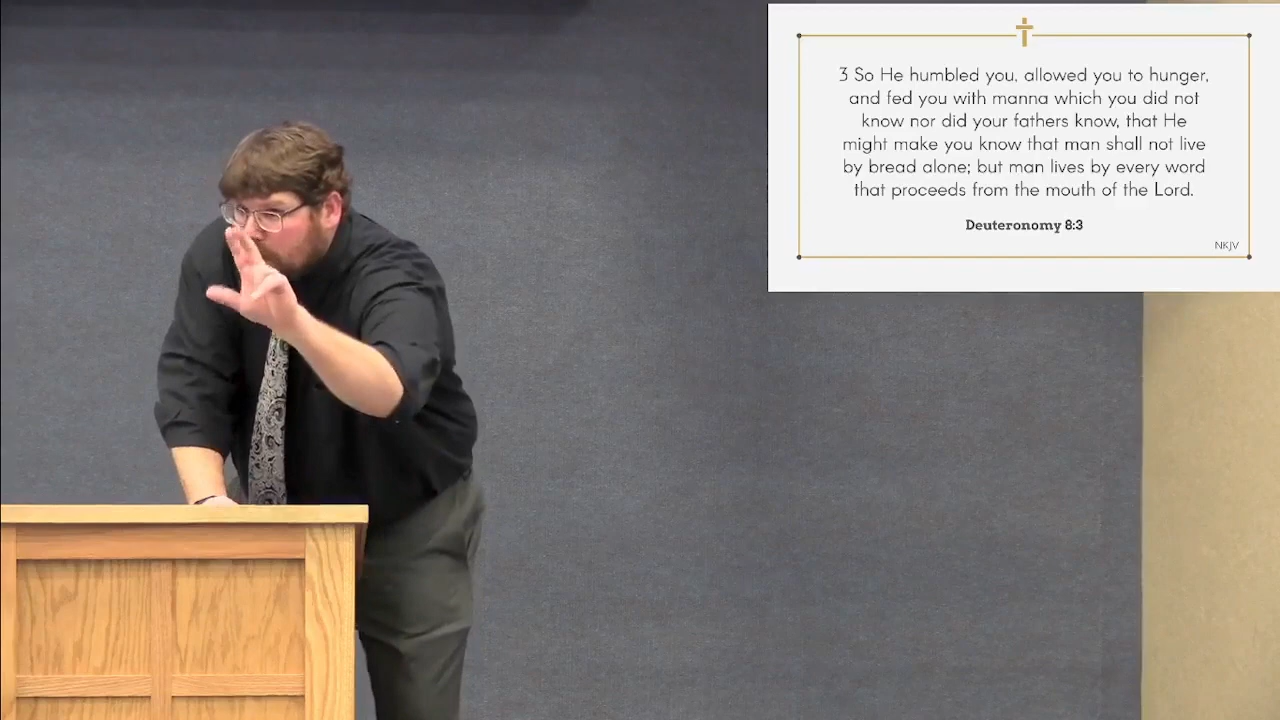 3 So He humbled you, allowed you to hunger,
and fed you with manna which you did not
know nor did your fathers know, that He
might make you know that man shall not live
by bread alone; but man lives by every word
that proceeds from the mouth of the Lord.
Deuteronomy 8:3
NKJV